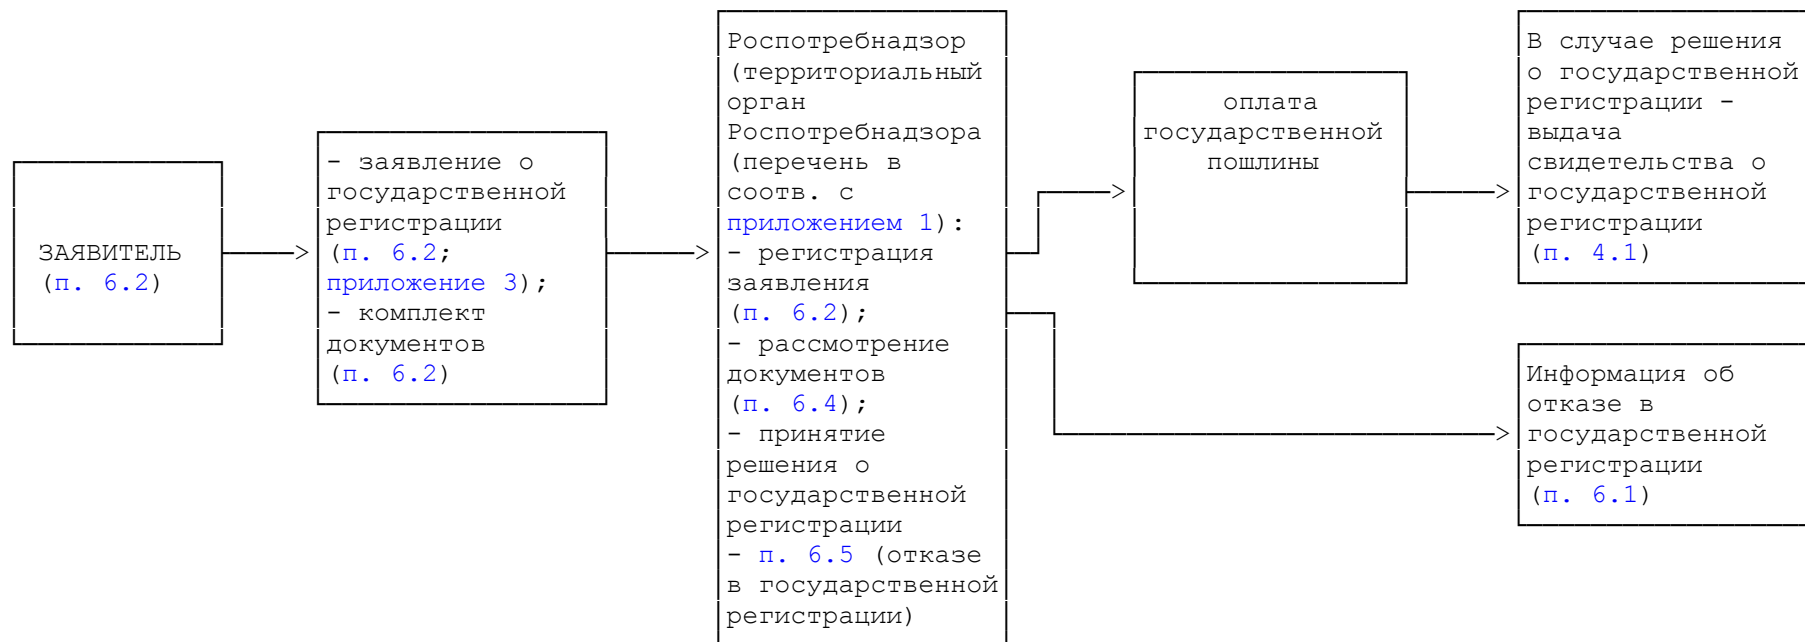 ЗАЯВИТЕЛЬ
(п. 6.2)
- заявление о
государственной
регистрации
(п. 6.2;
приложение 3);
- комплект
документов
(п. 6.2)
Роспотребнадзор
(территориальный
орган
Роспотребнадзора
(перечень в
соотв. с
приложением 1):
- регистрация
заявления
(п. 6.2);
- рассмотрение
документов
(п. 6.4);
- принятие
решения о
государственной
регистрации
- п. 6.5 (отказе
в государственной
регистрации)
оплата
государственной
пошлины
В случае решения
о государственной
регистрации -
выдача
свидетельства о
государственной
регистрации
(п. 4.1)
Информация об
отказе в
государственной
регистрации
(п. 6.1)